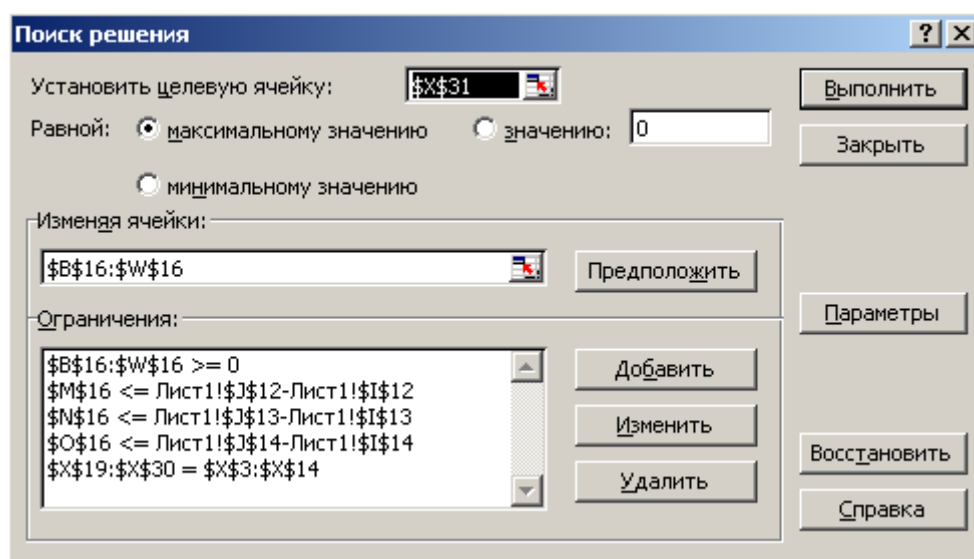 Поиск решения
Установить целевую ячейку: $X$31 Выполнить
Равной: максимальному значению значению: 0 Закрыть
минимальному значению
Изменяя ячейки:
$B$16:$W$16 Предположить
Ограничения: Параметры
$B$16:$W$16 >= 0 Добавить
$M$16 <= Лист1!$J$12-Лист1!$I$12
$N$16 <= Лист1!$J$13-Лист1!$I$13 Изменить
$O$16 <= Лист1!$J$14-Лист1!$I$14 Восстановить
$X$19:$X$30 = $X$3:$X$14 Удалить
Справка